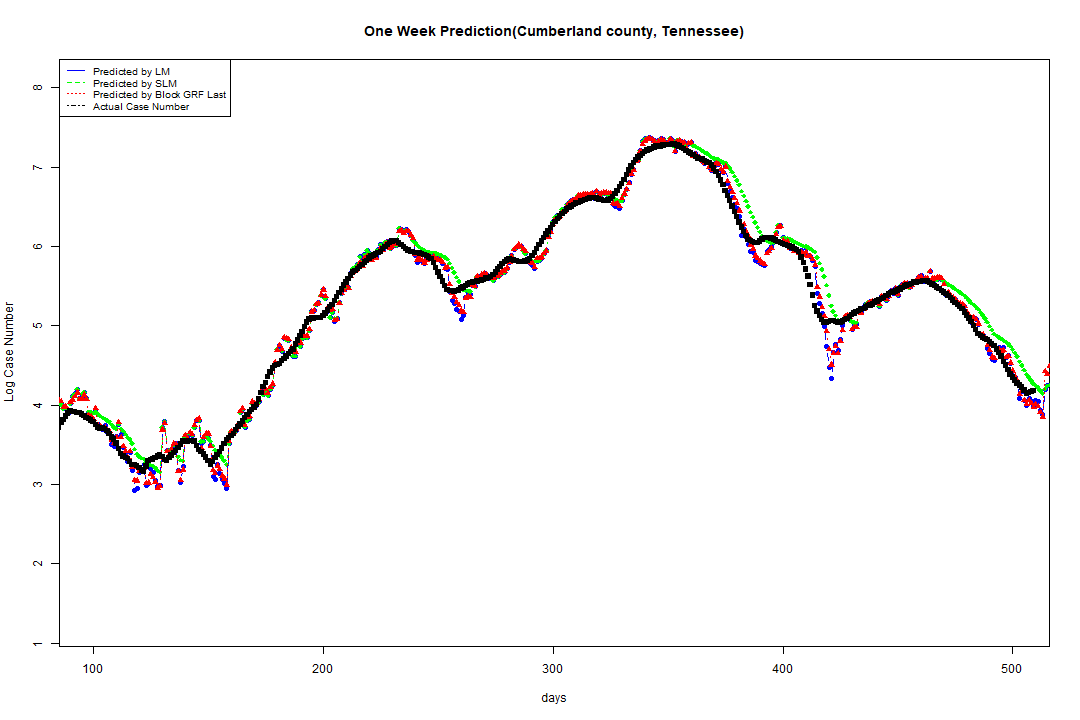 One Week Prediction(Cumberland county, Tennessee)
Predicted by LM
Predicted by SLM
Predicted by Block GRF Last
Actual Case Number
8
7
6
5
4
3
2
1
Log Case Number
100 200 300 400 500
days